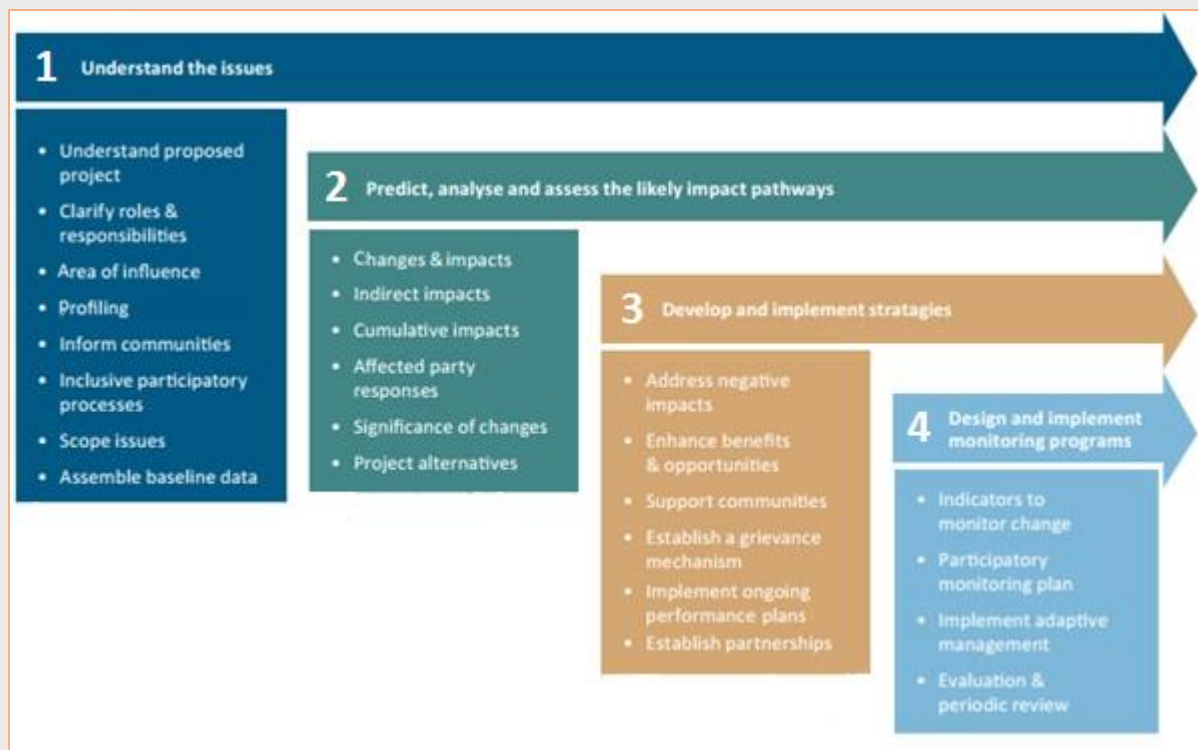 1 Understand the issues
• Understand proposed
project
• Clarify roles &
responsibilities
• Area of influence
• Profiling
• Inform communities
• Inclusive participatory
processes
• Scope issues
• Assemble baseline data
2 Predict, analyse and assess the likely impact pathways
• Changes & impacts
• Indirect impacts
• Cumulative impacts
• Affected party
responses
• Significance of changes
• Project alternatives
3 Develop and implement stratagies
• Address negative
impacts
• Enhance benefits
& opportunities
• Support communities
• Establish a grievance
mechanism
• Implement ongoing
performance plans
• Establish partnerships
4 Design and implement
monitoring programs
• Indicators to
monitor change
• Participatory
monitoring plan
• Implement adaptive
management
• Evaluation &
periodic review